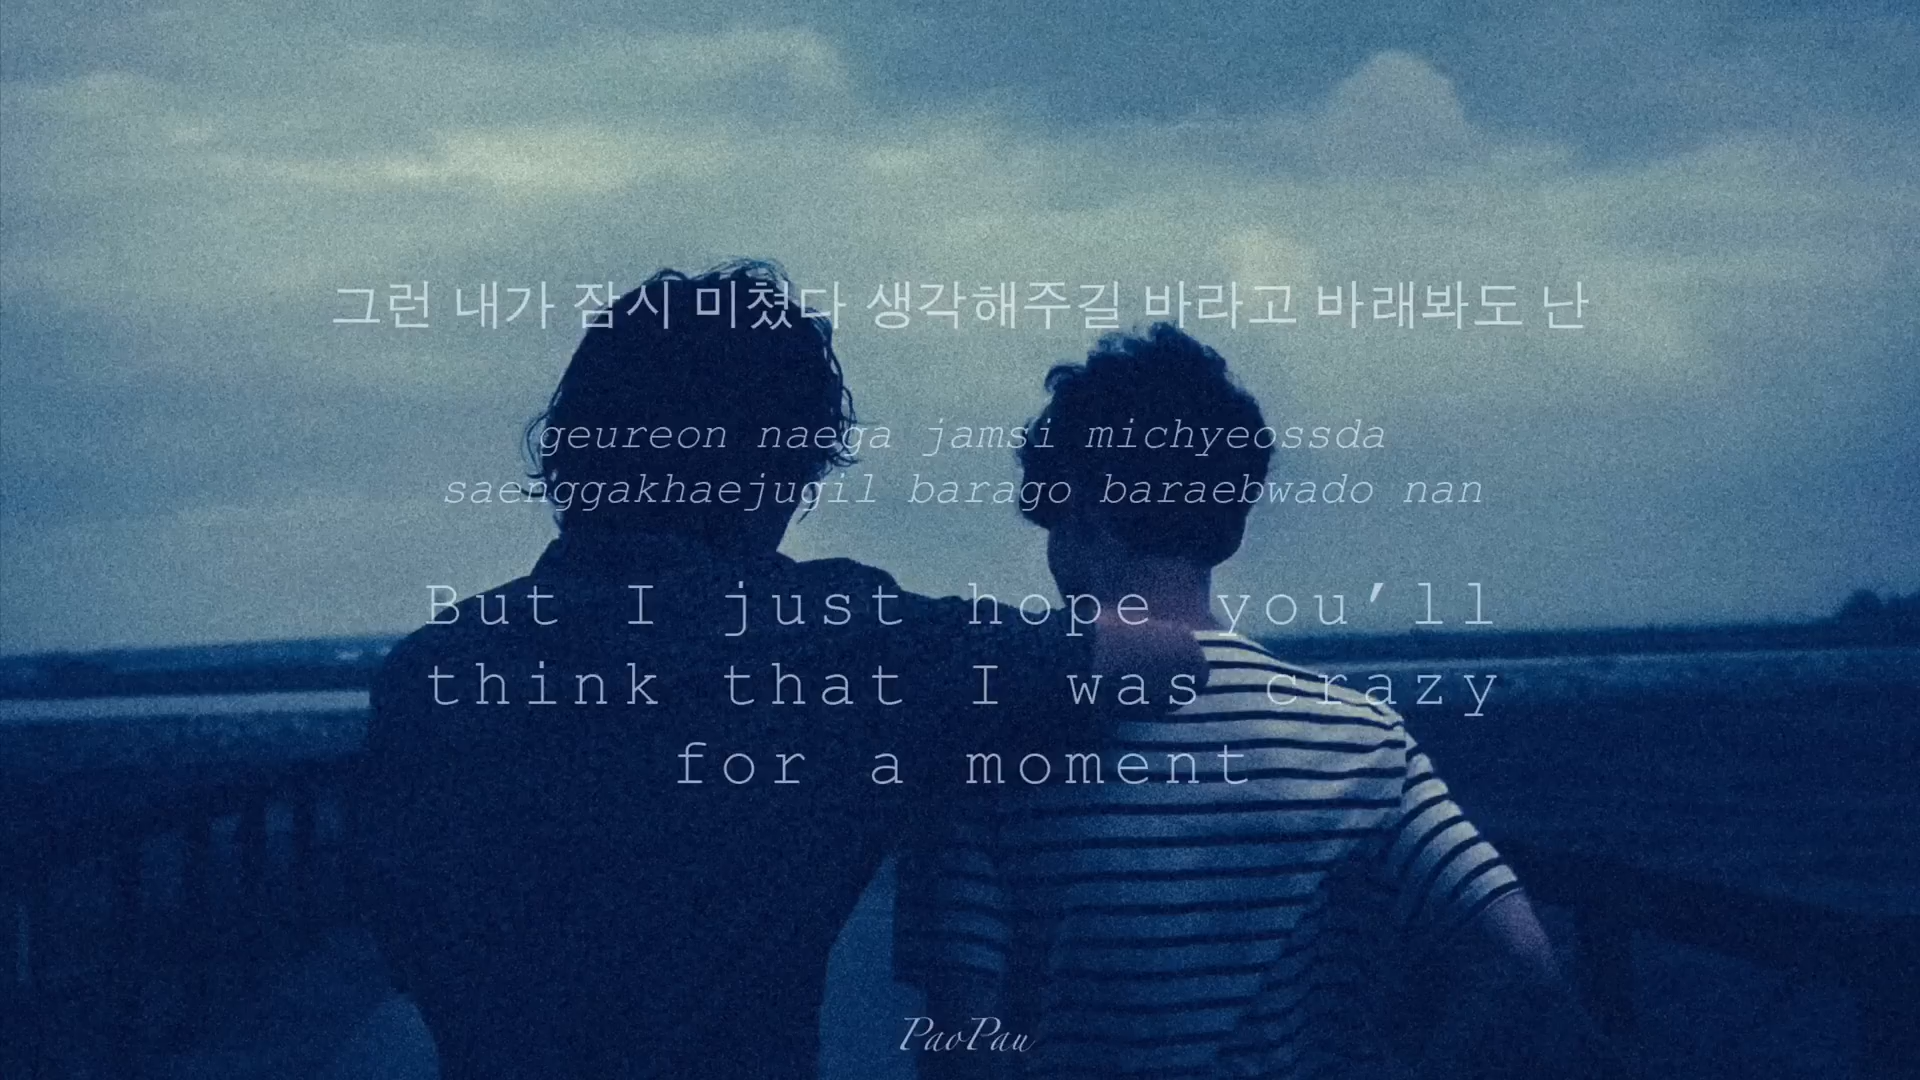 그런 내가 잠시 미쳤다 생각해주길 바라고 바래봐도 난
geureon naega jamsi michyeossda
saenggakhaejugil barago baraebwado nan
But I just hope you’ll
think that I was crazy
for a moment
PaoPau